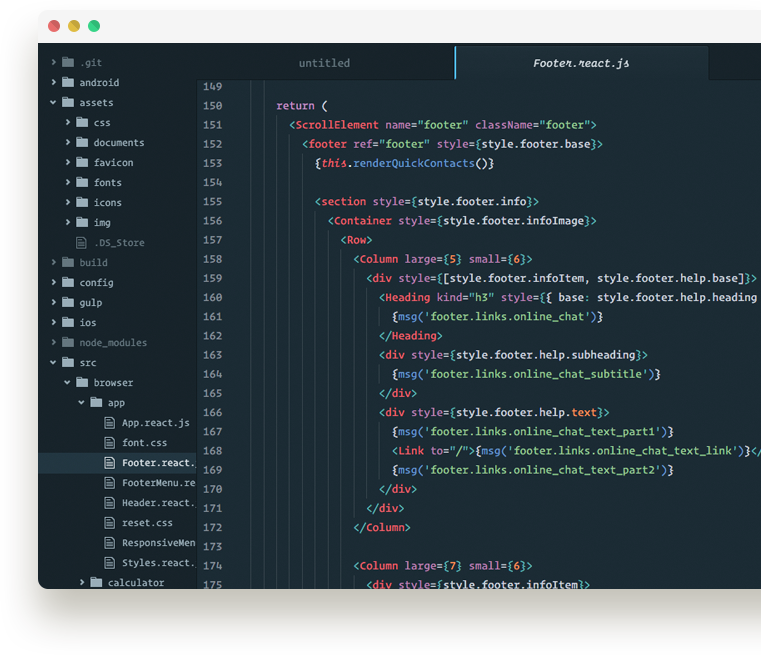 untitled
Footer.react.js
.git
android
assets
css
documents
favicon
fonts
icons
img
.DS_Store
build
config
gulp
ios
node_modules
src
browser
app
App.react.js
font.css
Footer.react.
FooterMenu.re
Header.react.
reset.css
ResponsiveMen
Styles.react.
calculator
149
150 return (
151 <ScrollElement name="footer" className="footer">
152 <footer ref="footer" style={style.footer.base}>
153 {this.renderQuickContacts()}
154
155 <section style={style.footer.info}>
156 <Container style={style.footer.infoImage}>
157 <Row>
158 <Column large={5} small={6}>
159 <div style={[style.footer.infoItem, style.footer.help.base]}>
160 <Heading kind="h3" style={{ base: style.footer.help.heading
161 {msg('footer.links.online_chat')}
162 </Heading>
163 <div style={style.footer.help.subheading}>
164 {msg('footer.links.online_chat_subtitle')}
165 </div>
166 <div style={style.footer.help.text}>
167 {msg('footer.links.online_chat_text_part1')}
168 <Link to="/">{msg('footer.links.online_chat_text_link')}</
169 {msg('footer.links.online_chat_text_part2')}
170 </div>
171 </div>
172 </Column>
173
174 <Column large={7} small={6}>
175 <div style={style.footer.infoItem}>